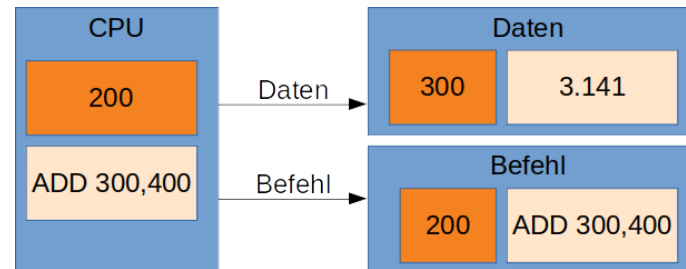 CPU
200
ADD 300,400
Daten
Befehl
Daten
300 3.141
Befehl
200 ADD 300,400